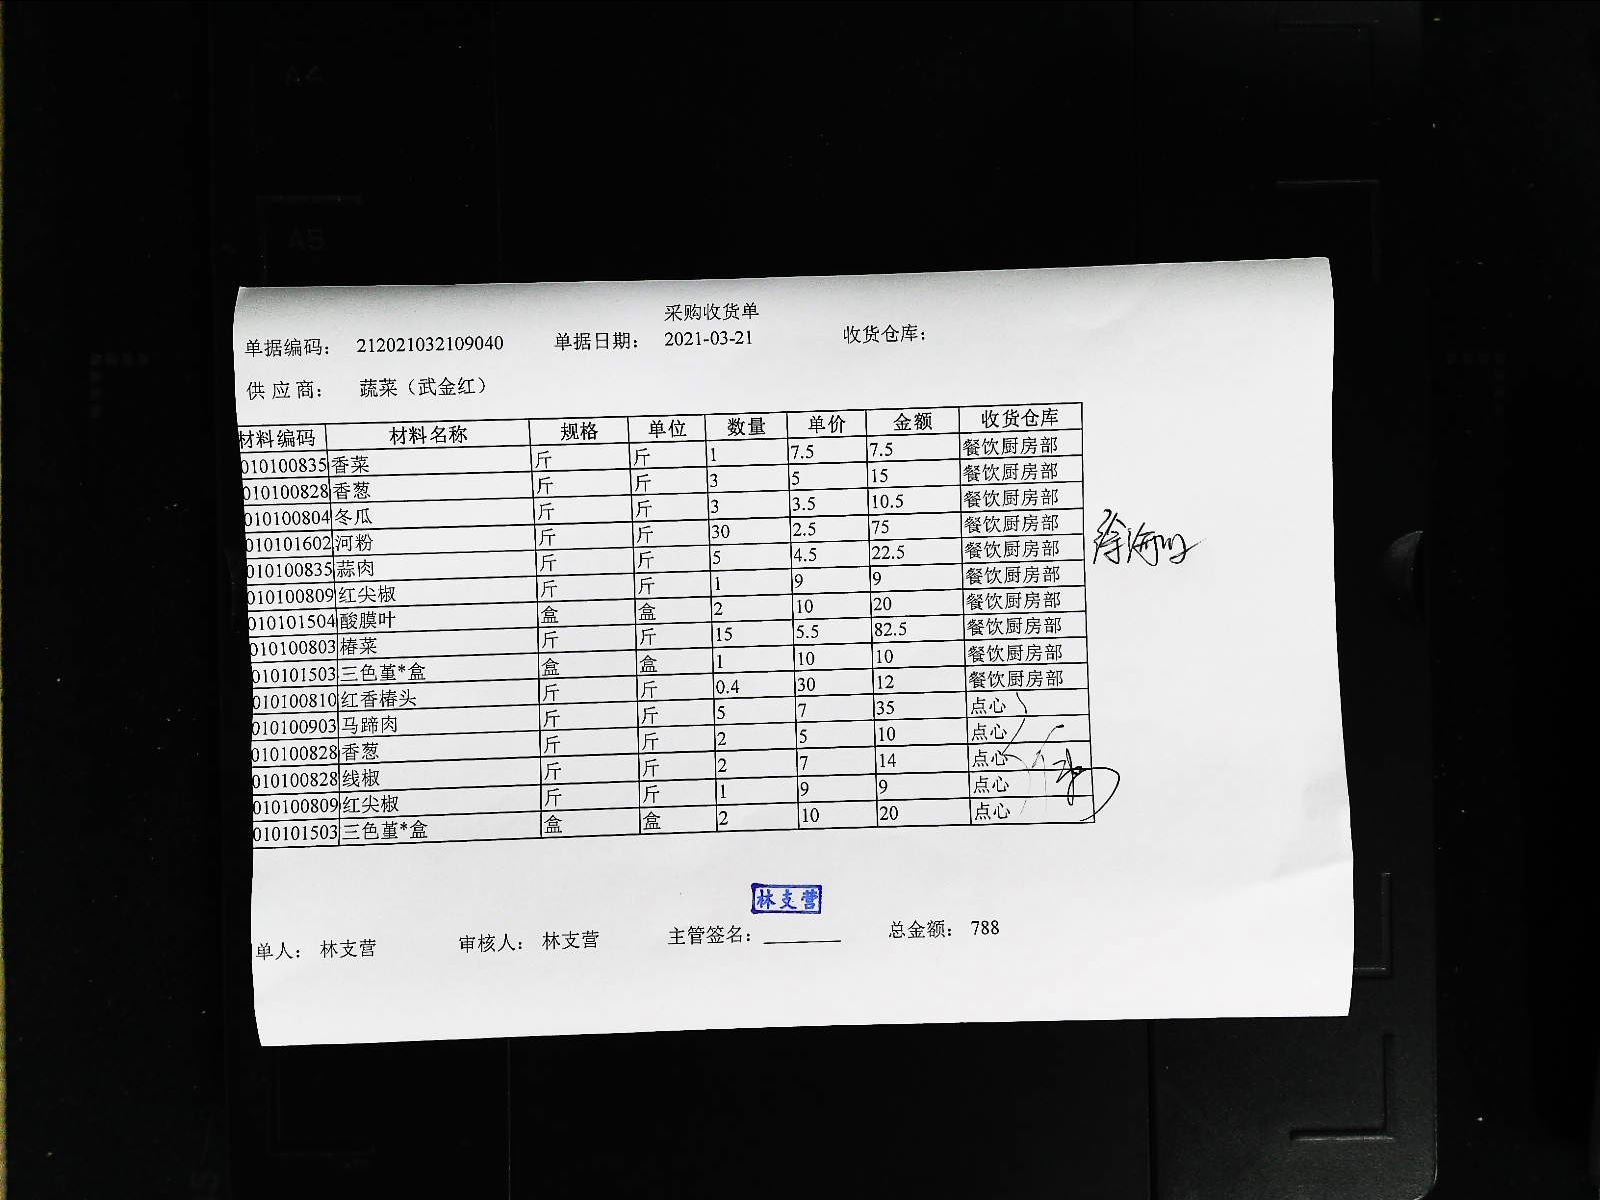 采购收货单
单据编码： 212021032109040 单据日期： 2021-03-21 收货仓库：
供 应 商： 蔬菜（武金红）
材料编码 材料名称 规格 单位 数量 单价 金额 收货仓库
010100835 香菜 斤 斤 1 7.5 7.5 餐饮厨房部
010100828 香葱 斤 斤 3 5 15 餐饮厨房部
010100804 冬瓜 斤 斤 3 3.5 10.5 餐饮厨房部
010101602 河粉 斤 斤 30 2.5 75 餐饮厨房部
010100835 蒜肉 斤 斤 5 4.5 22.5 餐饮厨房部
010100809 红尖椒 斤 斤 1 9 9 餐饮厨房部
010101504 酸膜叶 盒 盒 2 10 20 餐饮厨房部
010100803 椿菜 斤 斤 15 5.5 82.5 餐饮厨房部
010101503 三色堇*盒 盒 盒 1 10 10 餐饮厨房部
010100810 红香椿头 斤 斤 0.4 30 12 餐饮厨房部
010100903 马蹄肉 斤 斤 5 7 35 点心
010100828 香葱 斤 斤 2 5 10 点心
010100828 线椒 斤 斤 2 7 14 点心
010100809 红尖椒 斤 斤 1 9 9 点心
010101503 三色堇*盒 盒 盒 2 10 20 点心
林支营
单人： 林支营 审核人： 林支营 主管签名： 总金额： 788
A5